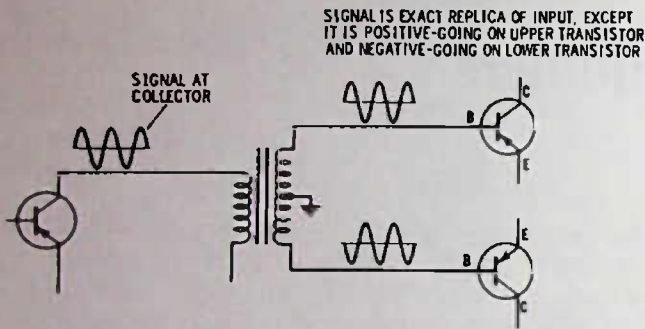 SIGNAL IS EXACT REPLICA OF INPUT, EXCEPT
IT IS POSITIVE-GOING ON UPPER TRANSISTOR
AND NEGATIVE-GOING ON LOWER TRANSISTOR
SIGNAL AT
COLLECTOR
C
B
E
E
B
C